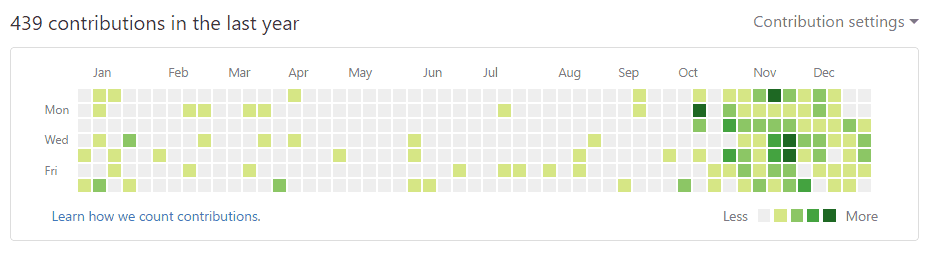 439 contributions in the last year
Contribution settings
Jan Feb Mar Apr May Jun Jul Aug Sep Oct Nov Dec
Mon
Wed
Fri
Learn how we count contributions.
Less More